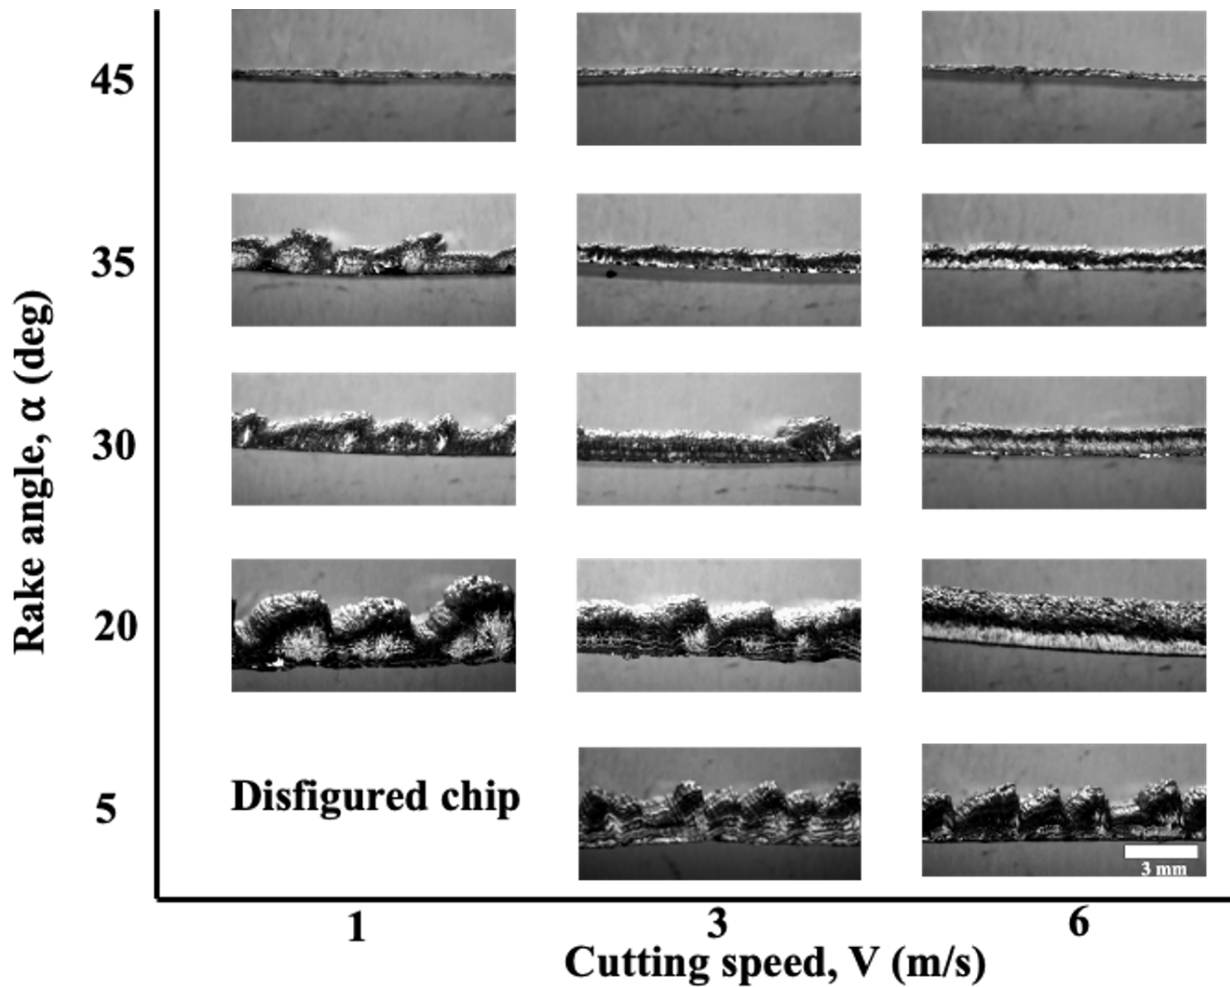 45
35
30
20
5
Rake angle, α (deg)
Disfigured chip
3 mm
1
3
6
Cutting speed, V (m/s)